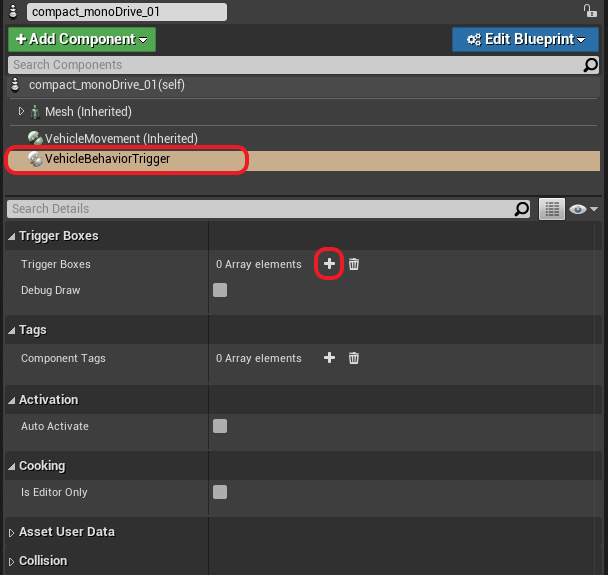 compact_monoDrive_01
Add Component
Edit Blueprint
Search Components
compact_monoDrive_01(self)
Mesh (Inherited)
VehicleMovement (Inherited)
VehicleBehaviorTrigger
Search Details
Trigger Boxes
Trigger Boxes 0 Array elements
Debug Draw
Tags
Component Tags 0 Array elements
Activation
Auto Activate
Cooking
Is Editor Only
Asset User Data
Collision